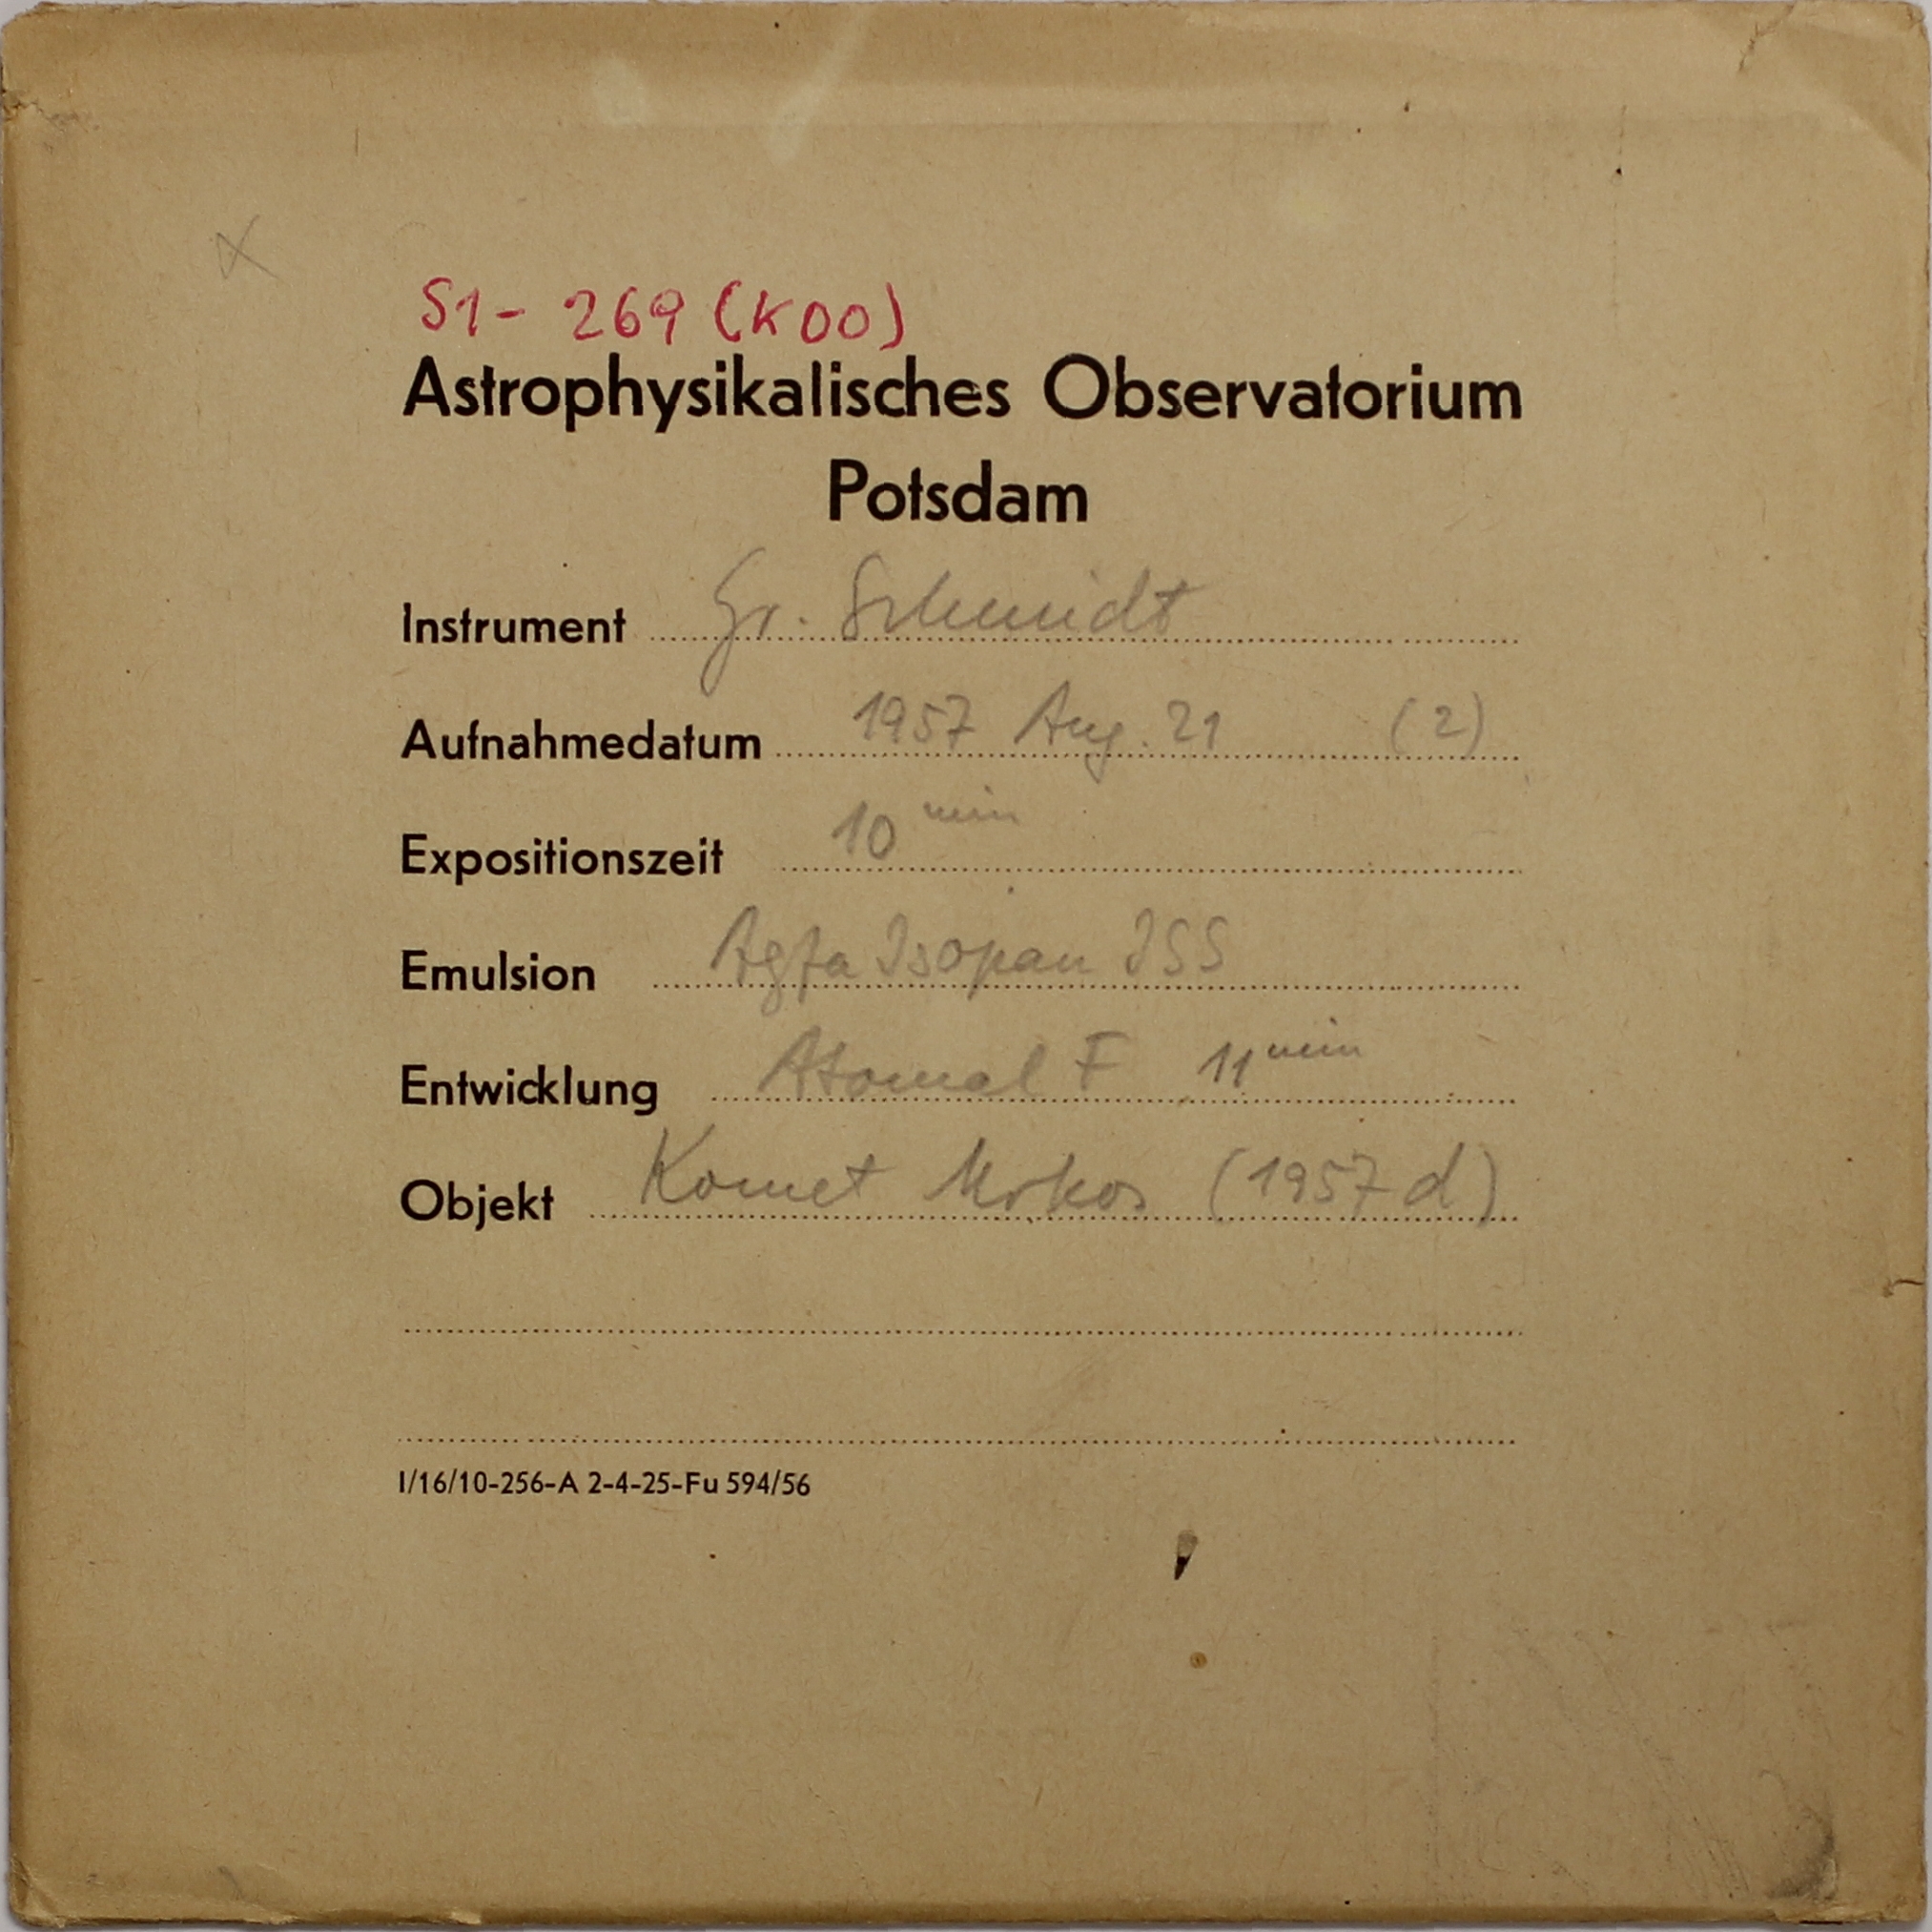 S1- 269 (K00)
Astrophysikalisches Observatorium
Potsdam
Instrument Gr. Schmidt
Aufnahmedatum 1957 Aug. 21 (2)
Expositionszeit 10 min
Emulsion Agfa Isopan ISS
Entwicklung Atomal F 11 min
Objekt Komet Mrkos (1957 d)
I/16/10-256-A 2-4-25-Fu 594/56